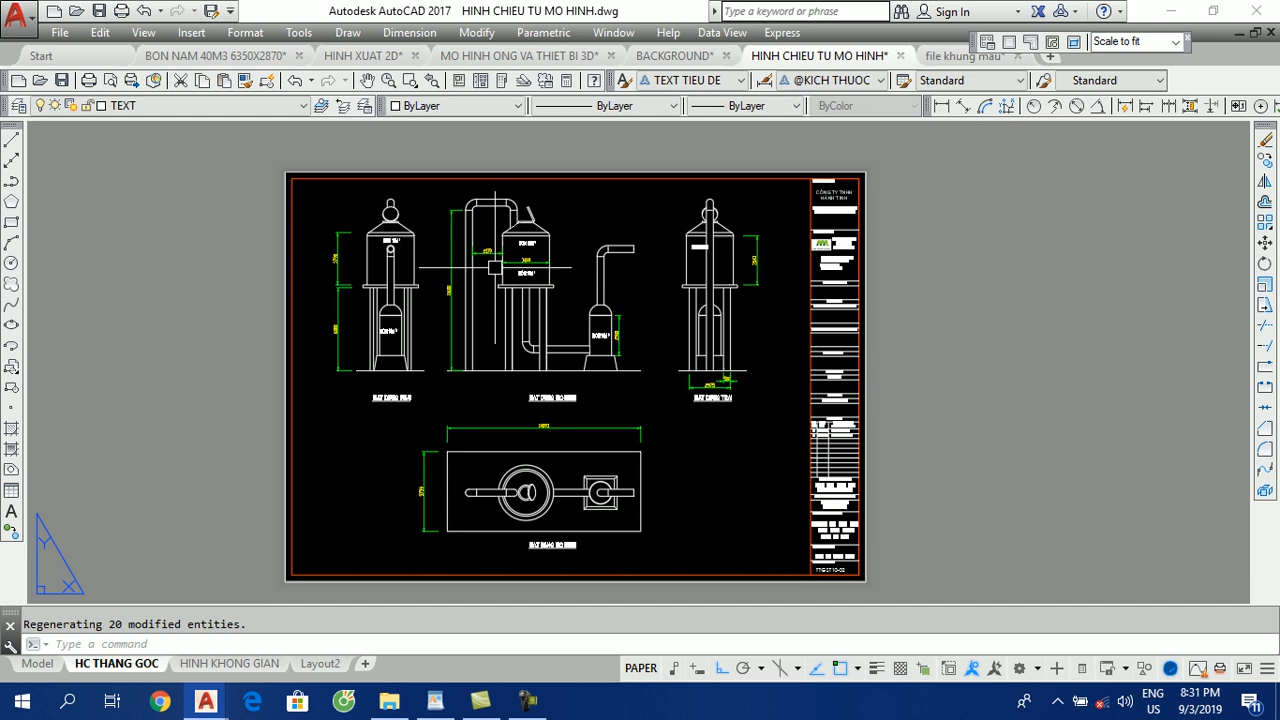 Autodesk AutoCAD 2017 HINH CHIEU TU MO HINH.dwg
Type a keyword or phrase
Sign In
File Edit View Insert Format Tools Draw Dimension Modify Parametric Window Help Express
Scale to fit
Start
BON NAM 40M3 6350X2870*
HINH XUAT 2D*
MO HINH ONG VA THIET BI 3D*
BACKGROUND*
HINH CHIEU TU MO HINH*
file khung mau*
TEXT TIEU DE
@KICH THUOC
Standard
Standard
TEXT
ByLayer
ByLayer
ByLayer
ByColor
CÔNG TY TNHH
HÀNH TINH
Y
X
Regenerating 20 modified entities.
Type a command
Model
HC THANG GOC
HINH KHONG GIAN
Layout2
PAPER
ENG
US
8:31 PM
9/3/2019
11